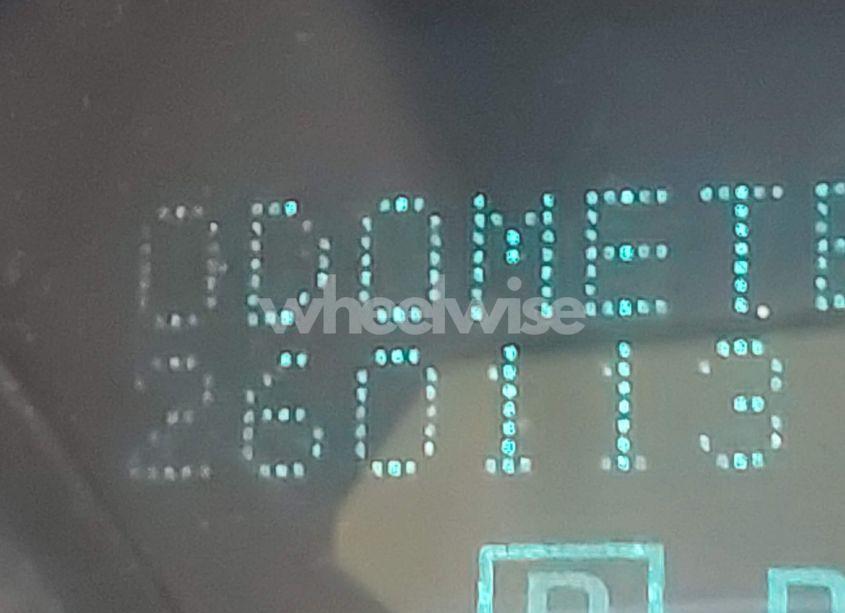 ODOMETE
wheelwise
260113
P D